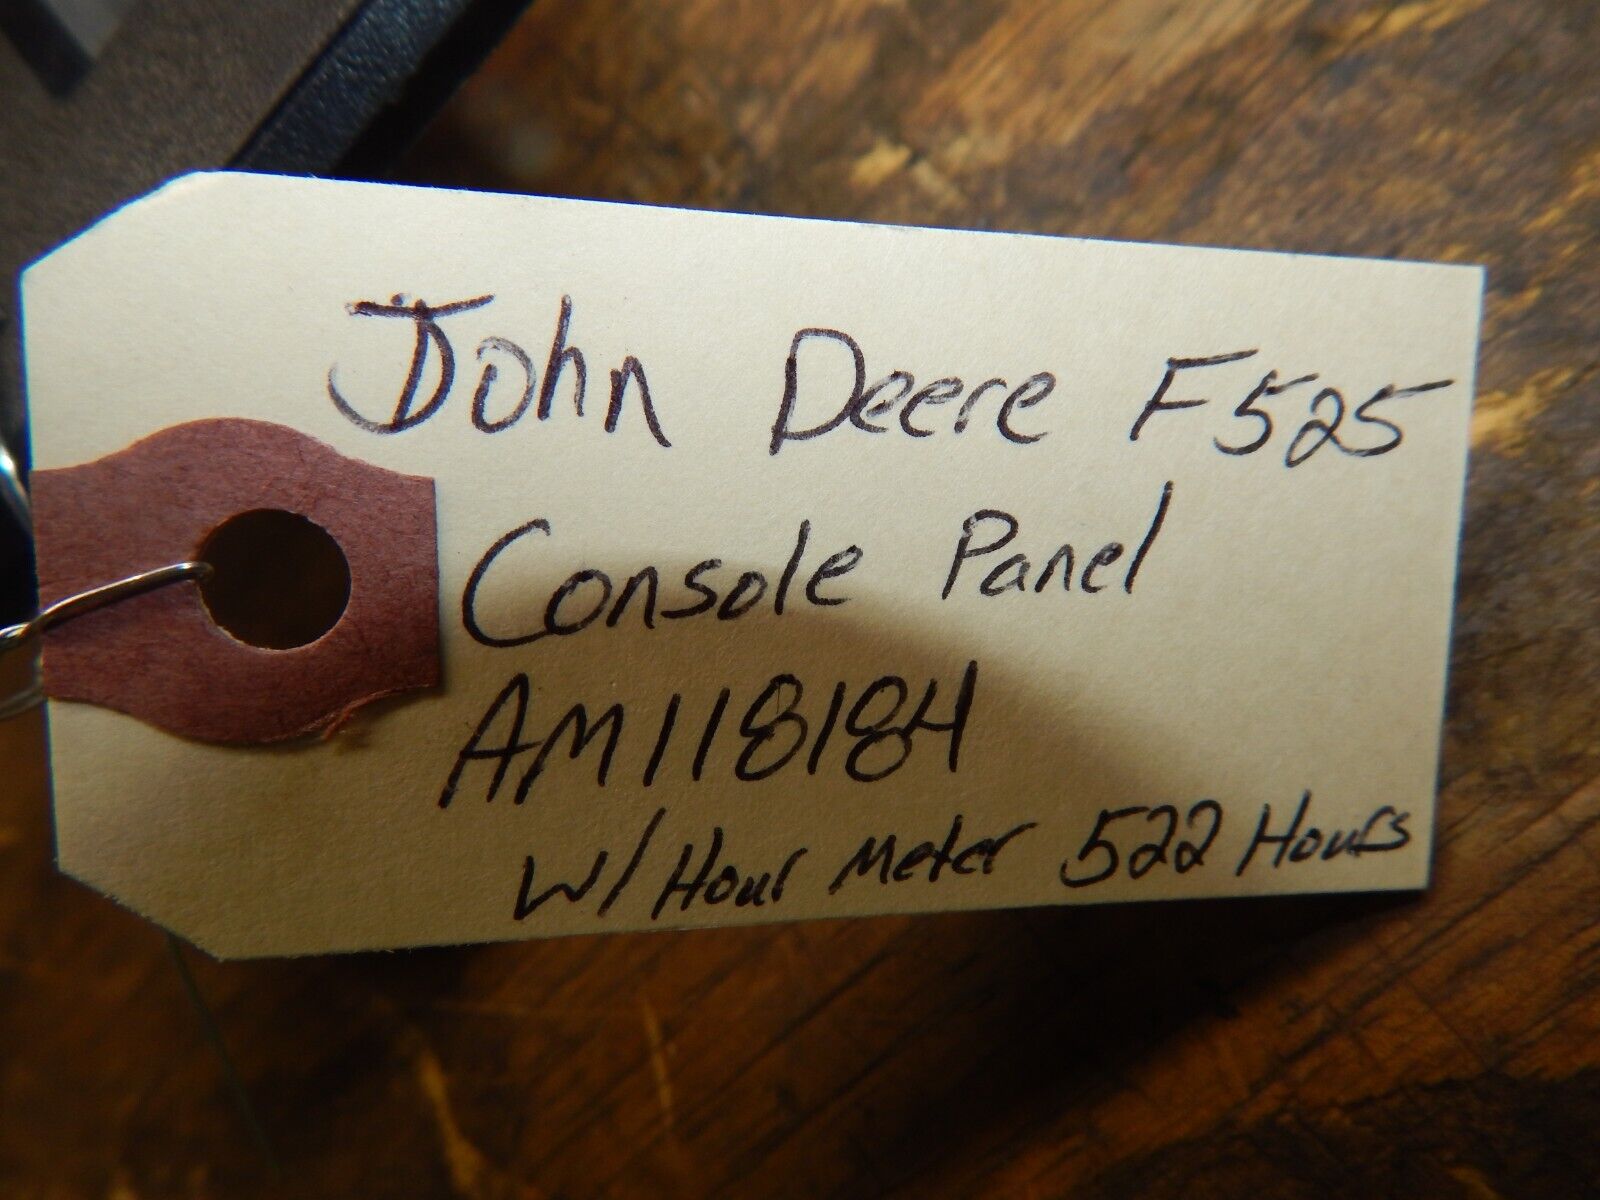 John Deere F525
Console Panel
AM118184
W/Hour Meter 522 Hours